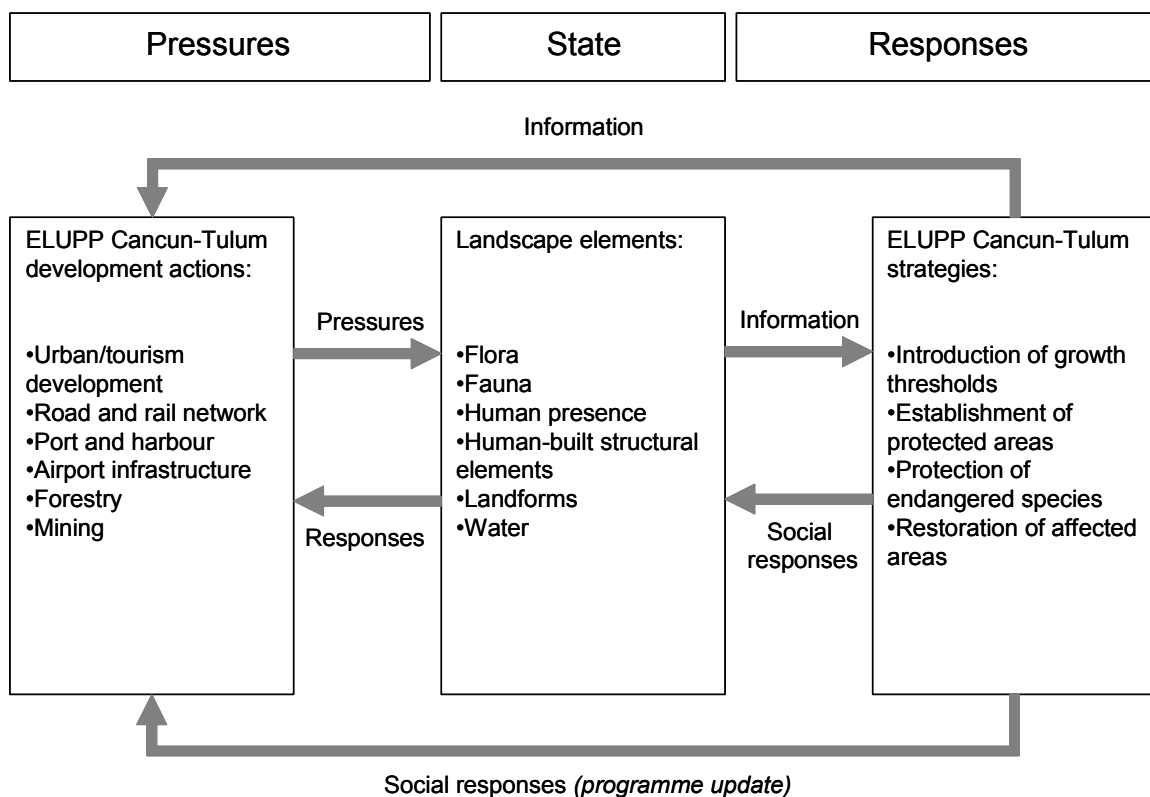 Pressures
State
Responses
Information
ELUPP Cancun-Tulum
development actions:
•Urban/tourism
development
•Road and rail network
•Port and harbour
•Airport infrastructure
•Forestry
•Mining
Pressures
Responses
Landscape elements:
•Flora
•Fauna
•Human presence
•Human-built structural
elements
•Landforms
•Water
Information
Social
responses
ELUPP Cancun-Tulum
strategies:
•Introduction of growth
thresholds
•Establishment of
protected areas
•Protection of
endangered species
•Restoration of affected
areas
Social responses (programme update)